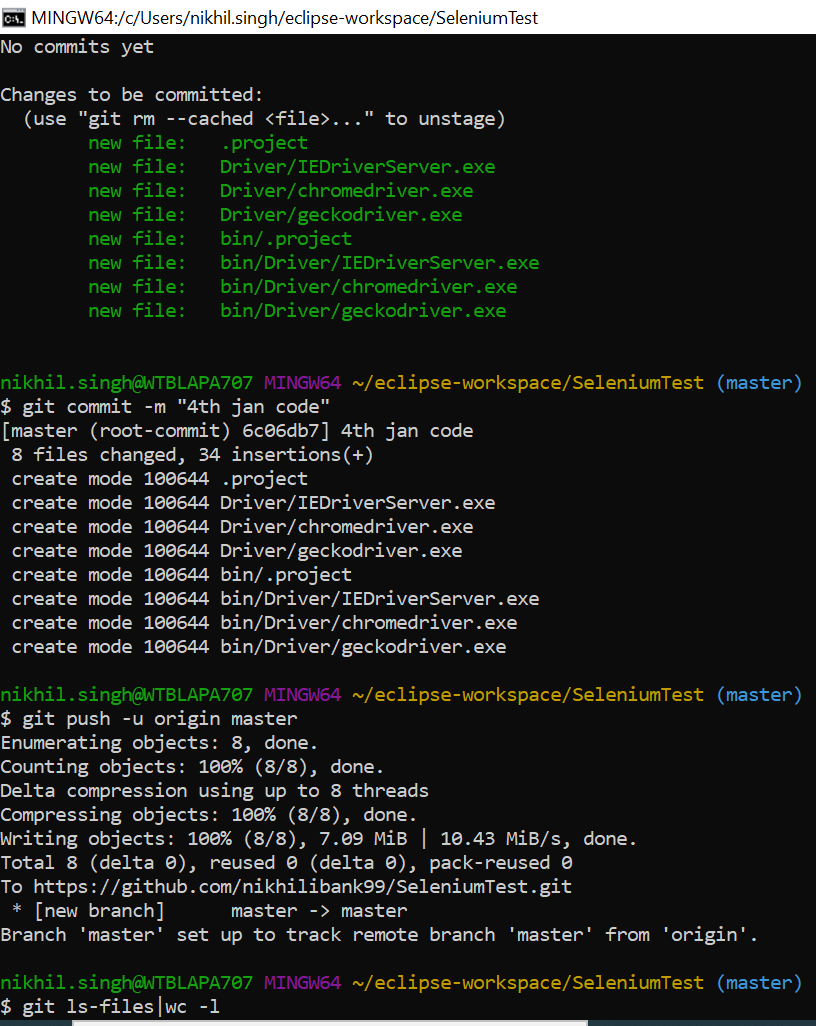 MINGW64:/c/Users/nikhil.singh/eclipse-workspace/SeleniumTest
No commits yet
Changes to be committed:
  (use "git rm --cached <file>..." to unstage)
        new file:   .project
        new file:   Driver/IEDriverServer.exe
        new file:   Driver/chromedriver.exe
        new file:   Driver/geckodriver.exe
        new file:   bin/.project
        new file:   bin/Driver/IEDriverServer.exe
        new file:   bin/Driver/chromedriver.exe
        new file:   bin/Driver/geckodriver.exe
nikhil.singh@WTBLAPA707 MINGW64 ~/eclipse-workspace/SeleniumTest (master)
$ git commit -m "4th jan code"
[master (root-commit) 6c06db7] 4th jan code
 8 files changed, 34 insertions(+)
 create mode 100644 .project
 create mode 100644 Driver/IEDriverServer.exe
 create mode 100644 Driver/chromedriver.exe
 create mode 100644 Driver/geckodriver.exe
 create mode 100644 bin/.project
 create mode 100644 bin/Driver/IEDriverServer.exe
 create mode 100644 bin/Driver/chromedriver.exe
 create mode 100644 bin/Driver/geckodriver.exe
nikhil.singh@WTBLAPA707 MINGW64 ~/eclipse-workspace/SeleniumTest (master)
$ git push -u origin master
Enumerating objects: 8, done.
Counting objects: 100% (8/8), done.
Delta compression using up to 8 threads
Compressing objects: 100% (8/8), done.
Writing objects: 100% (8/8), 7.09 MiB | 10.43 MiB/s, done.
Total 8 (delta 0), reused 0 (delta 0), pack-reused 0
To https://github.com/nikhilibank99/SeleniumTest.git
 * [new branch]      master -> master
Branch 'master' set up to track remote branch 'master' from 'origin'.
nikhil.singh@WTBLAPA707 MINGW64 ~/eclipse-workspace/SeleniumTest (master)
$ git ls-files|wc -l